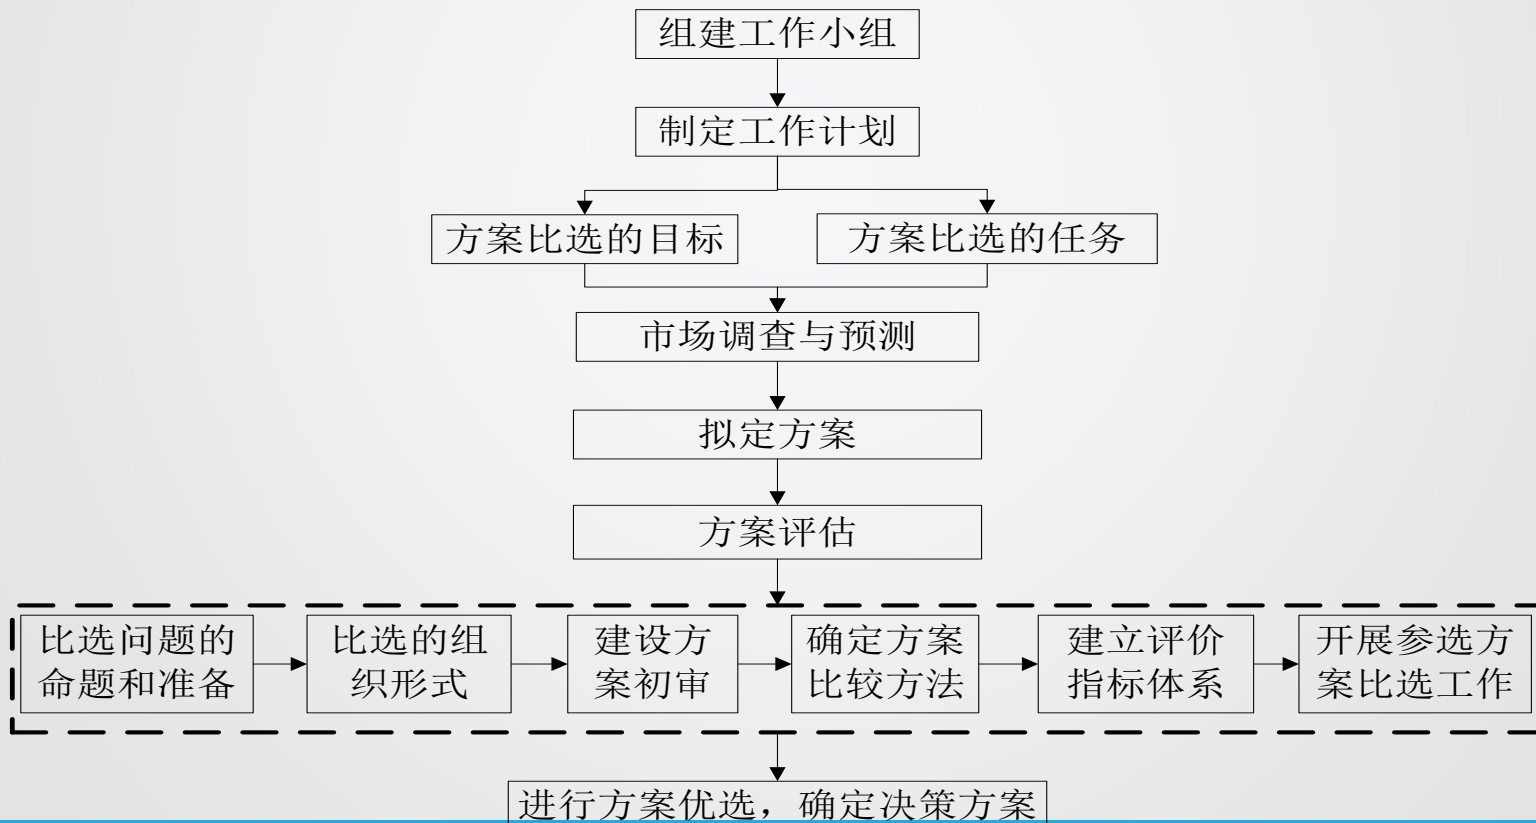 组建工作小组
制定工作计划
方案比选的目标
方案比选的任务
市场调查与预测
拟定方案
方案评估
比选问题的
命题和准备
比选的组
织形式
建设方
案初审
确定方案
比较方法
建立评价
指标体系
开展参选方
案比选工作
进行方案优选，确定决策方案